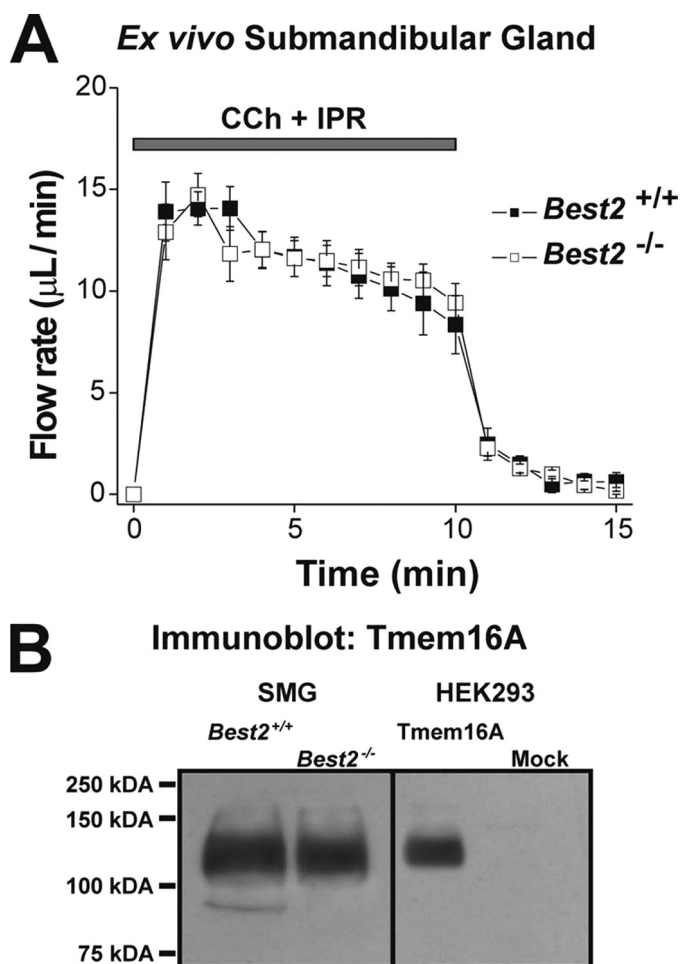 A
Ex vivo Submandibular Gland
20
CCh + IPR
15
Best2 +/+
Best2 -/-
10
5
0
Flow rate (µL/min)
0 5 10 15
Time (min)
B
Immunoblot: Tmem16A
SMG HEK293
Best2+/+ Tmem16A
Best2-/- Mock
250 kDA
150 kDA
100 kDA
75 kDA